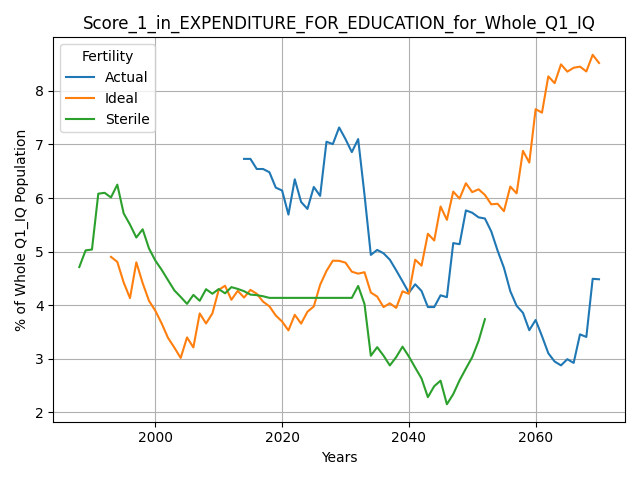 Score_1_in_EXPENDITURE_FOR_EDUCATION_for_Whole_Q1_IQ
Fertility
Actual
Ideal
Sterile
% of Whole Q1_IQ Population
8
7
6
5
4
3
2
2000 2020 2040 2060
Years